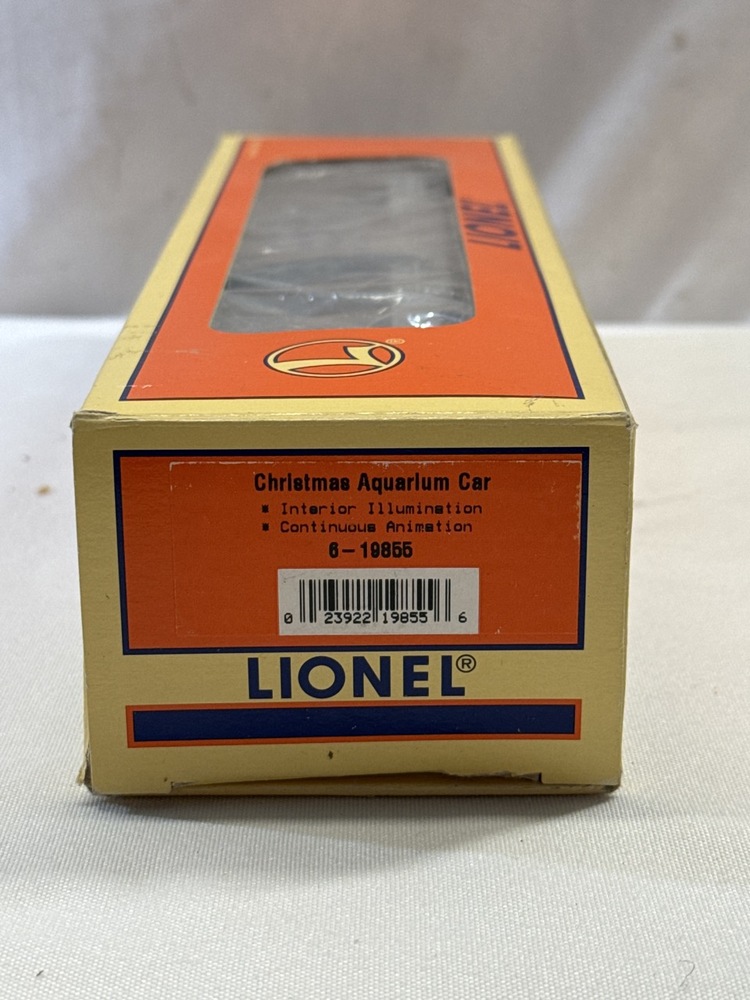 LIONEL
®
Christmas Aquarium Car
Interior Illumination
Continuous Animation
6-19855
0 23922 19855 6
LIONEL®